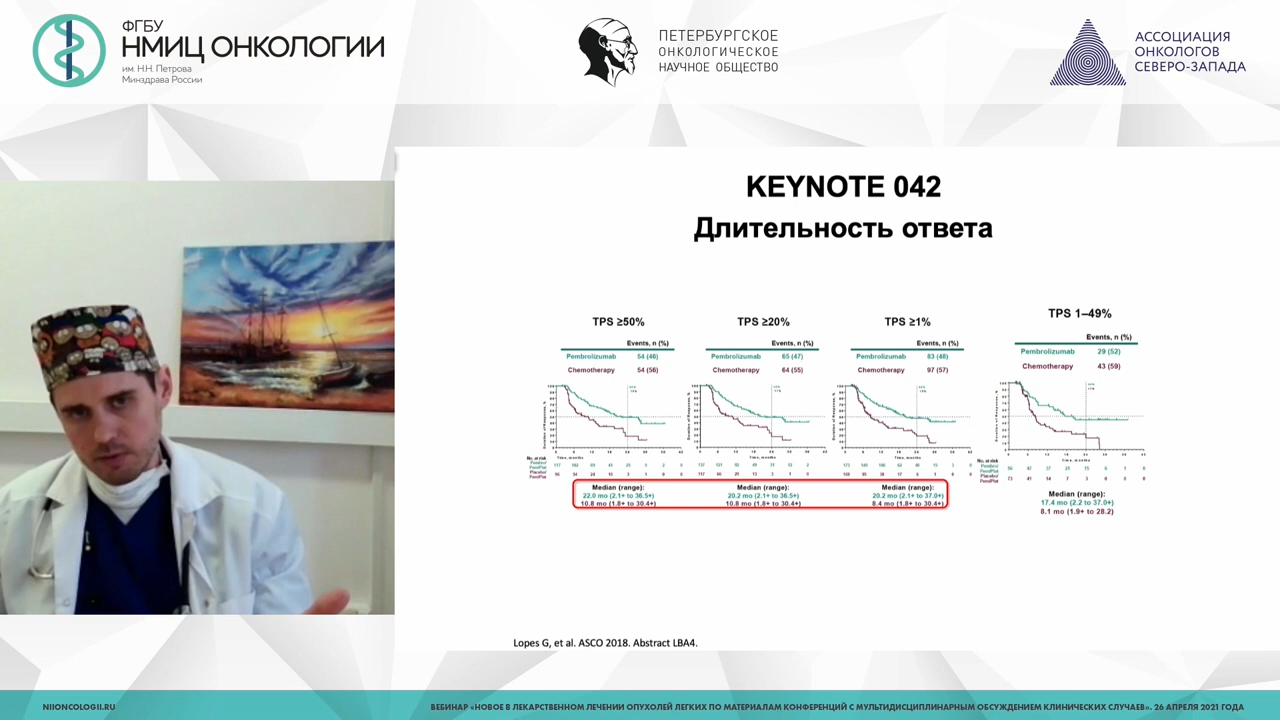 ФГБУ
НМИЦ ОНКОЛОГИИ
им. Н.Н. Петрова
Минздрава России
ПЕТЕРБУРГСКОЕ
ОНКОЛОГИЧЕСКОЕ
НАУЧНОЕ ОБЩЕСТВО
АССОЦИАЦИЯ
ОНКОЛОГОВ
СЕВЕРО-ЗАПАДА
KEYNOTE 042
Длительность ответа
TPS ≥50%
Events, n (%)
Pembrolizumab 54 (46)
Chemotherapy 54 (56)
Median (range):
22.0 mo (2.1+ to 36.5+)
10.8 mo (1.8+ to 30.4+)
TPS ≥20%
Events, n (%)
Pembrolizumab 65 (47)
Chemotherapy 64 (55)
Median (range):
20.2 mo (2.1+ to 36.5+)
10.8 mo (1.8+ to 30.4+)
TPS ≥1%
Events, n (%)
Pembrolizumab 83 (48)
Chemotherapy 97 (57)
Median (range):
20.2 mo (2.1+ to 37.0+)
8.4 mo (1.8+ to 30.4+)
TPS 1–49%
Events, n (%)
Pembrolizumab 29 (52)
Chemotherapy 43 (59)
Median (range):
17.4 mo (2.2 to 37.0+)
8.1 mo (1.9+ to 28.2)
Time, months
No. at risk
Lopes G, et al. ASCO 2018. Abstract LBA4.
NIIONCOLOGII.RU
ВЕБИНАР «НОВОЕ В ЛЕКАРСТВЕННОМ ЛЕЧЕНИИ ОПУХОЛЕЙ ЛЕГКИХ ПО МАТЕРИАЛАМ КОНФЕРЕНЦИЙ С МУЛЬТИДИСЦИПЛИНАРНЫМ ОБСУЖДЕНИЕМ КЛИНИЧЕСКИХ СЛУЧАЕВ». 26 АПРЕЛЯ 2021 ГОДА